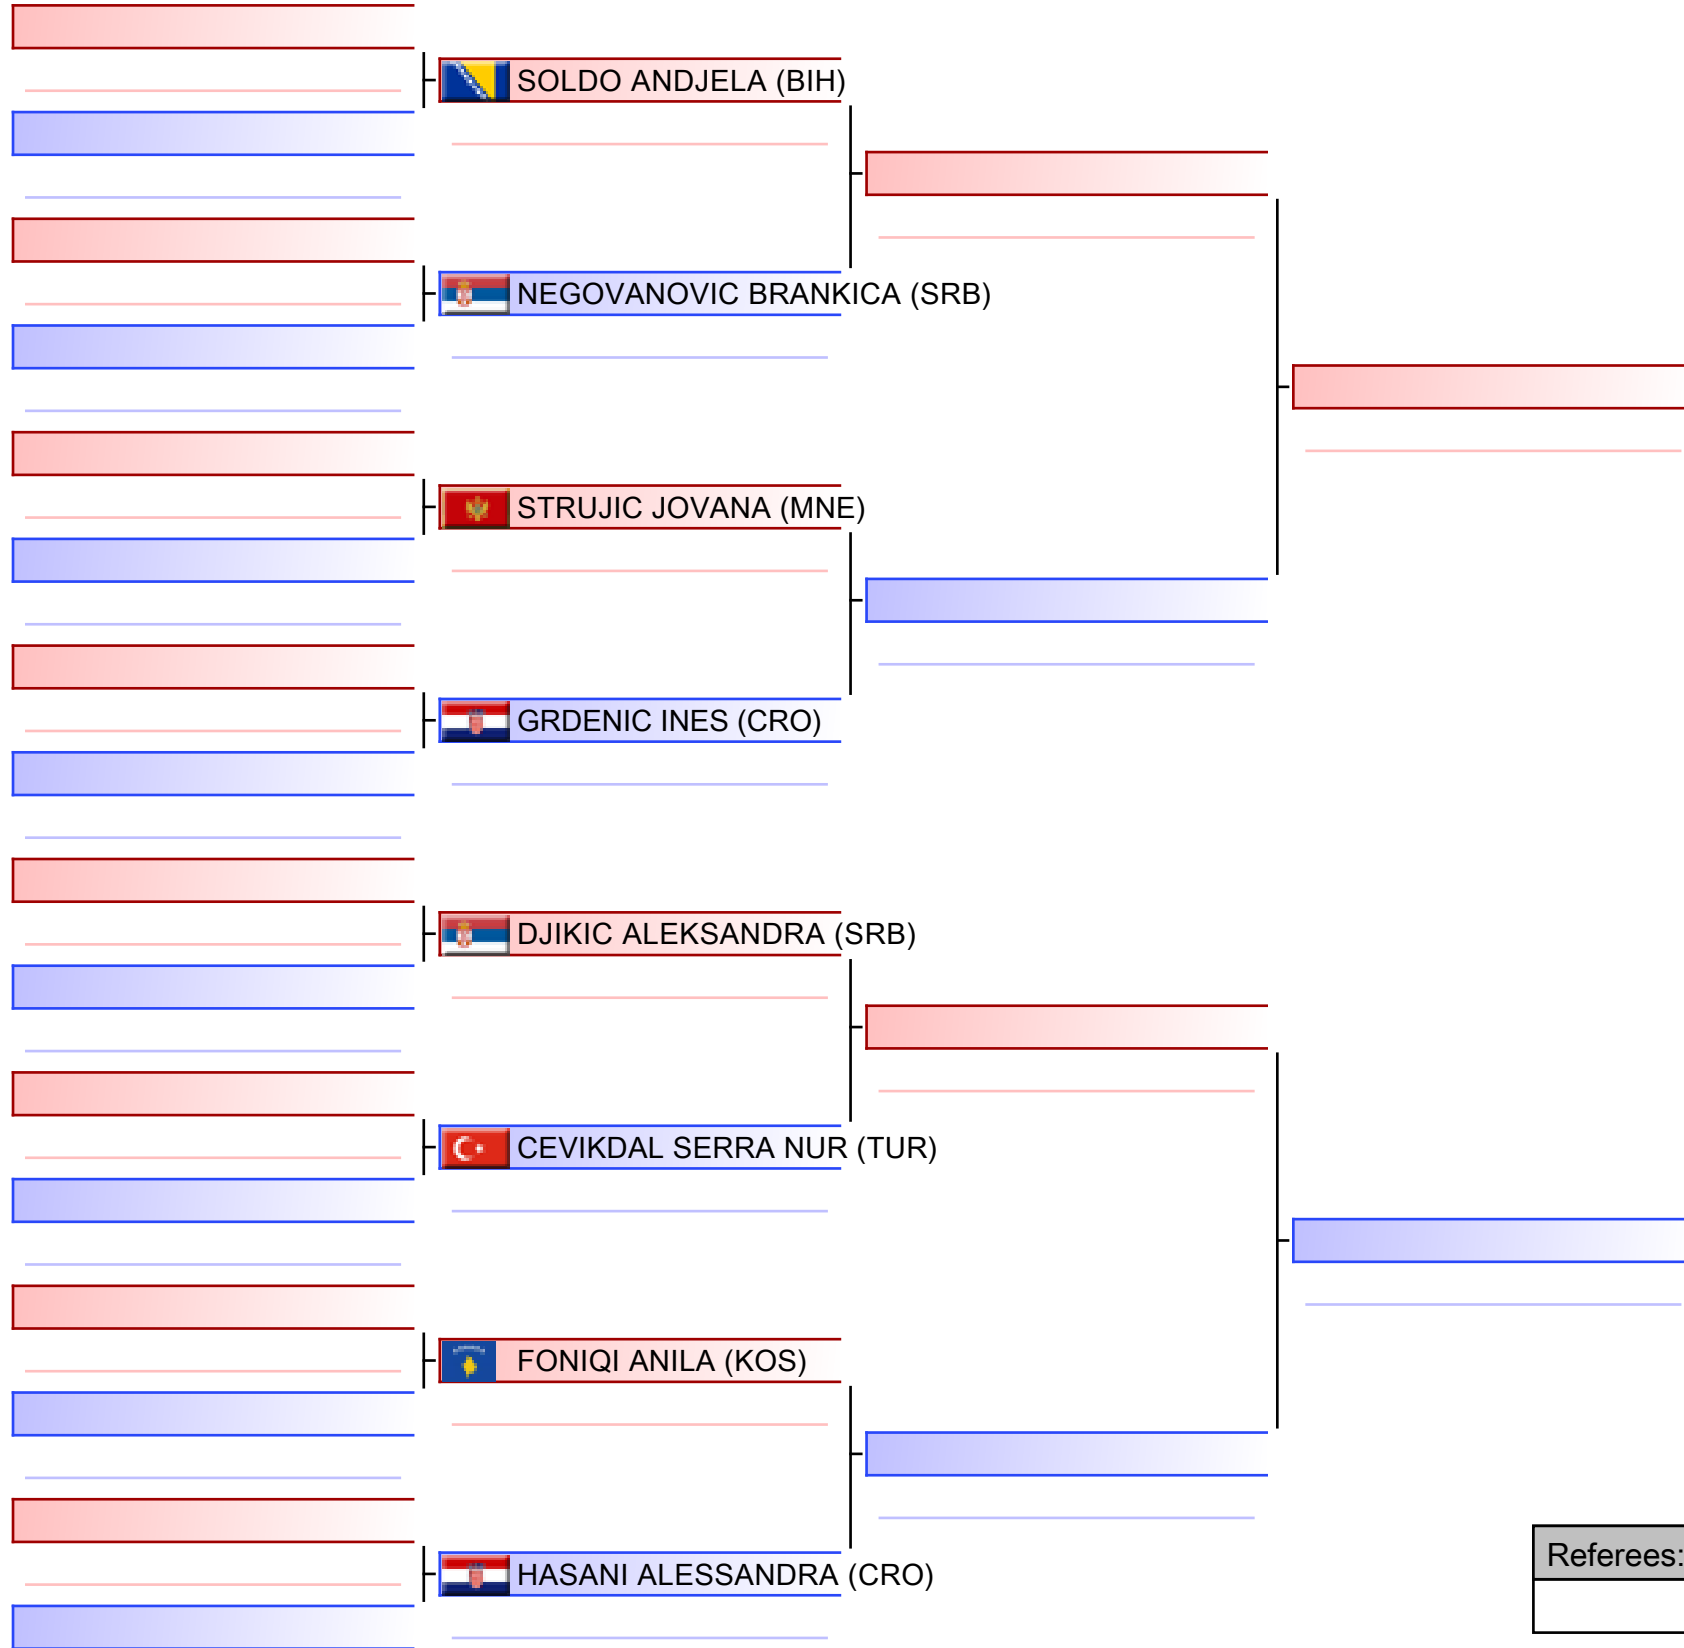 SOLDO ANDJELA (BIH)
NEGOVANOVIC BRANKICA (SRB)
STRUJIC JOVANA (MNE)
GRDENIC INES (CRO)
DJIKIC ALEKSANDRA (SRB)
CEVIKDAL SERRA NUR (TUR)
FONIQI ANILA (KOS)
HASANI ALESSANDRA (CRO)
Referees: